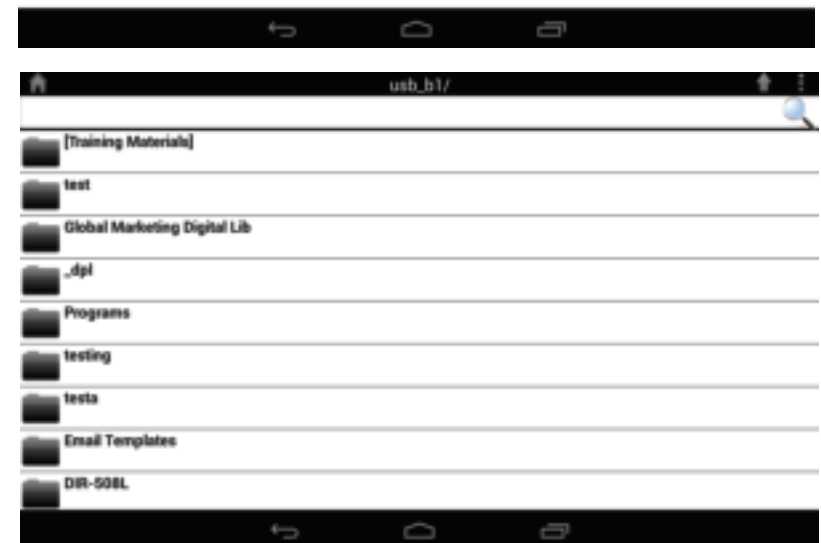 usb_b1/
[Training Materials]
test
Global Marketing Digital Lib
_dpl
Programs
testing
testa
Email Templates
DIR-508L